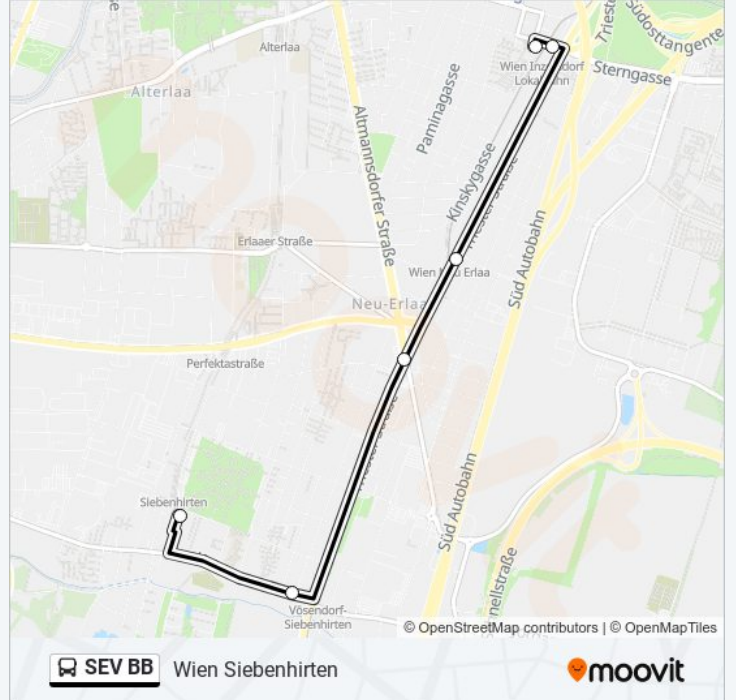 Südosttangente
Alterlaa
Wien Inzersdorf
Lokalbahn
Sterngasse
Alterlaa
Paminagasse
Altmannsdorfer Straße
Kinskygasse
Erlaaer Straße
Süd Autobahn
Wien Neu Erlaa
Neu-Erlaa
Perfektastraße
Siebenhirten
Süd Autobahn
Vösendorf-
Siebenhirten
© OpenStreetMap contributors | © OpenMapTiles
SEV BB Wien Siebenhirten
moovit